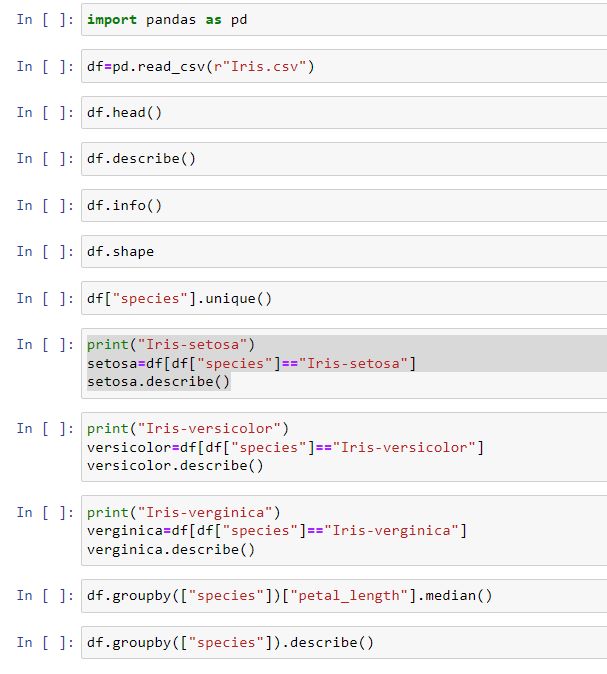 In [ ]: import pandas as pd
In [ ]: df=pd.read_csv(r"Iris.csv")
In [ ]: df.head()
In [ ]: df.describe()
In [ ]: df.info()
In [ ]: df.shape
In [ ]: df["species"].unique()
In [ ]: print("Iris-setosa")
setosa=df[df["species"]=="Iris-setosa"]
setosa.describe()
In [ ]: print("Iris-versicolor")
versicolor=df[df["species"]=="Iris-versicolor"]
versicolor.describe()
In [ ]: print("Iris-verginica")
verginica=df[df["species"]=="Iris-verginica"]
verginica.describe()
In [ ]: df.groupby(["species"])["petal_length"].median()
In [ ]: df.groupby(["species"]).describe()